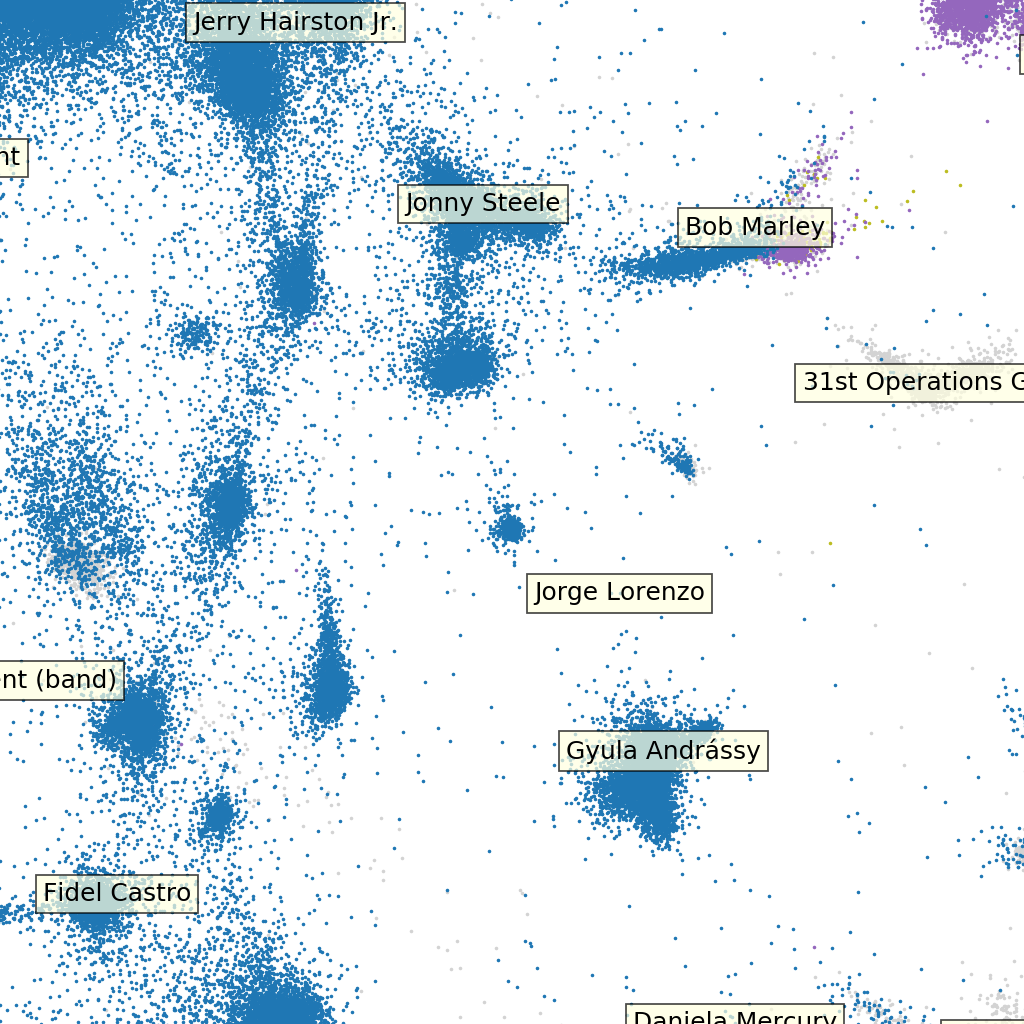 Jerry Hairston Jr.
nt
Jonny Steele
Bob Marley
31st Operations G
Jorge Lorenzo
nt (band)
Gyula Andrássy
Fidel Castro
Daniela Mercury